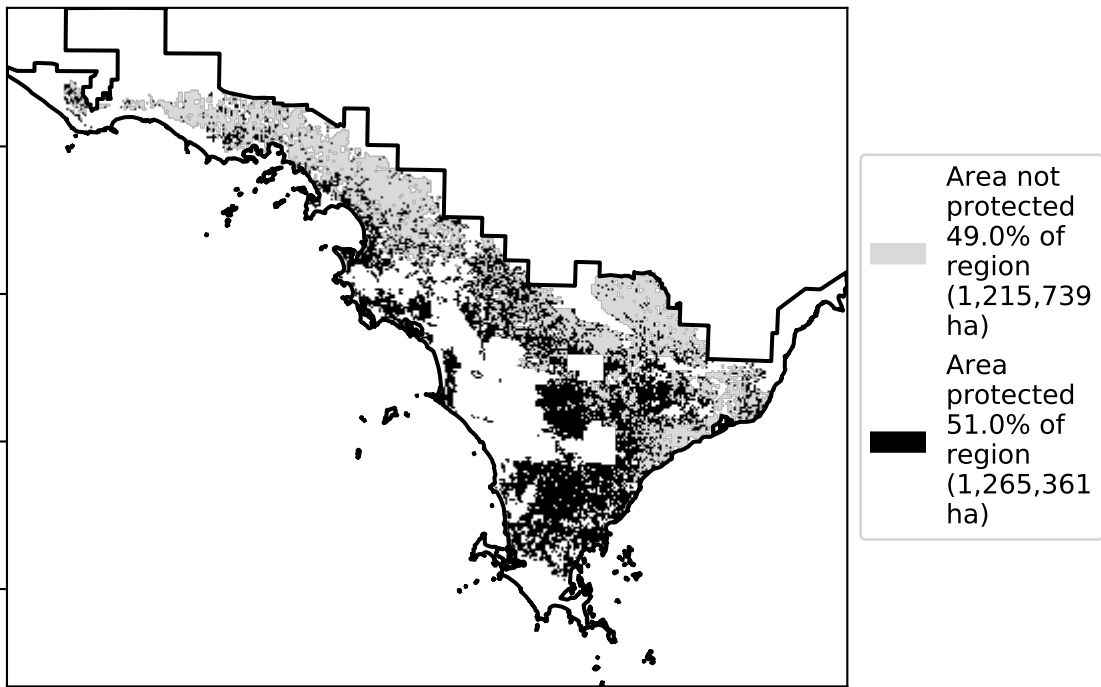 Area not
protected
49.0% of
region
(1,215,739
ha)
Area
protected
51.0% of
region
(1,265,361
ha)